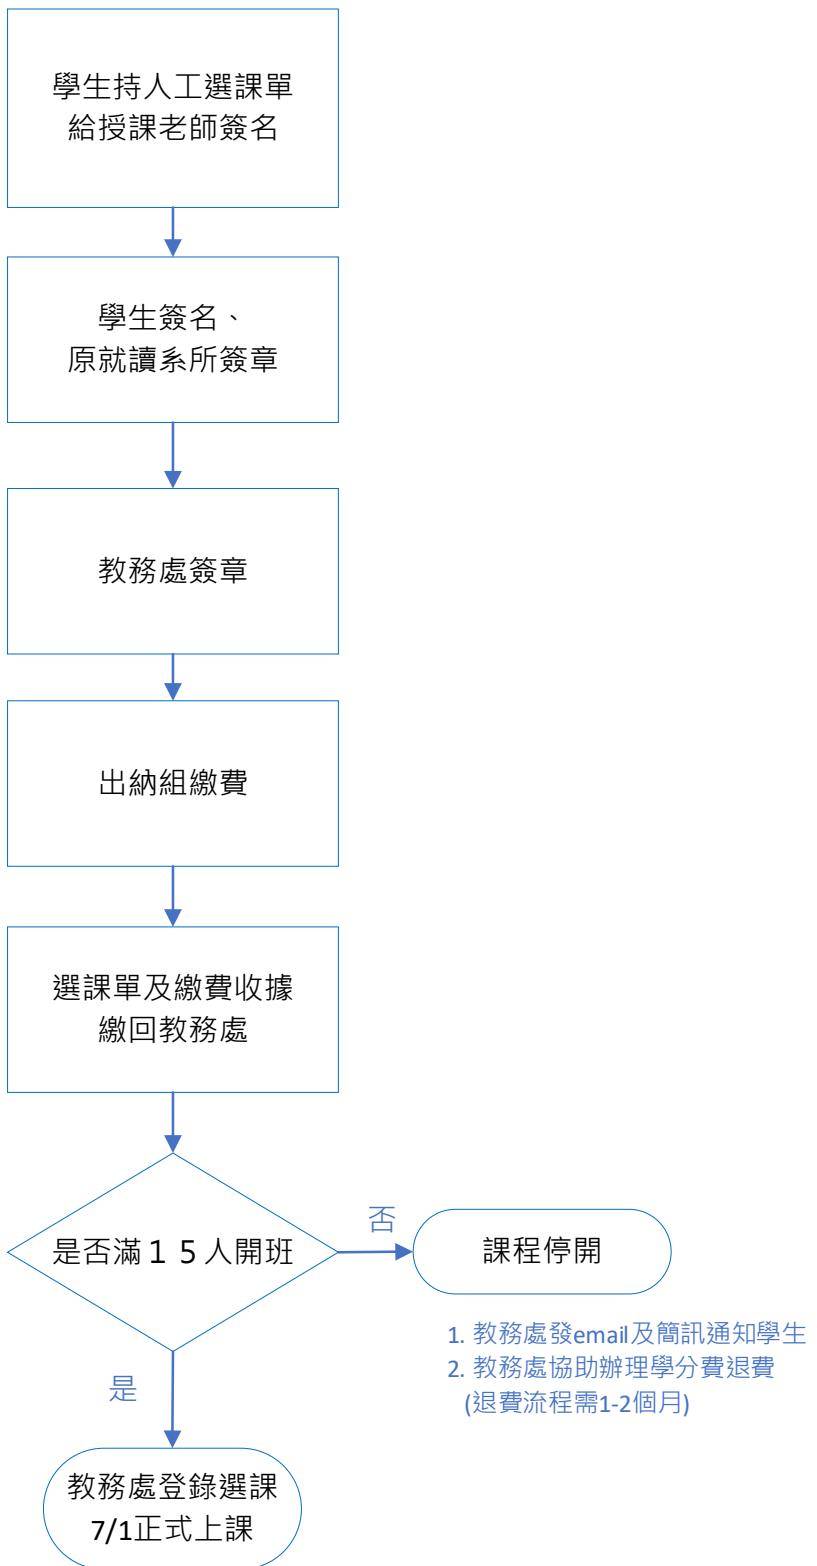 學生持人工選課單
給授課老師簽名
學生簽名、
原就讀系所簽章
教務處簽章
出納組繳費
選課單及繳費收據
繳回教務處
是否滿１５人開班
否
課程停開
1. 教務處發email及簡訊通知學生
2. 教務處協助辦理學分費退費
(退費流程需1-2個月)
是
教務處登錄選課
7/1正式上課